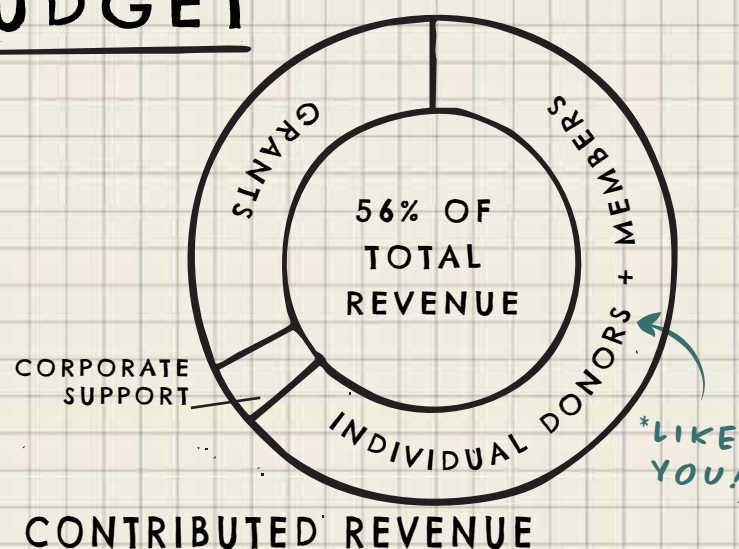 UDGET
GRANTS
MEMBERS +
INDIVIDUAL DONORS
56% OF
TOTAL
REVENUE
CORPORATE
SUPPORT
*LIKE
YOU!
CONTRIBUTED REVENUE